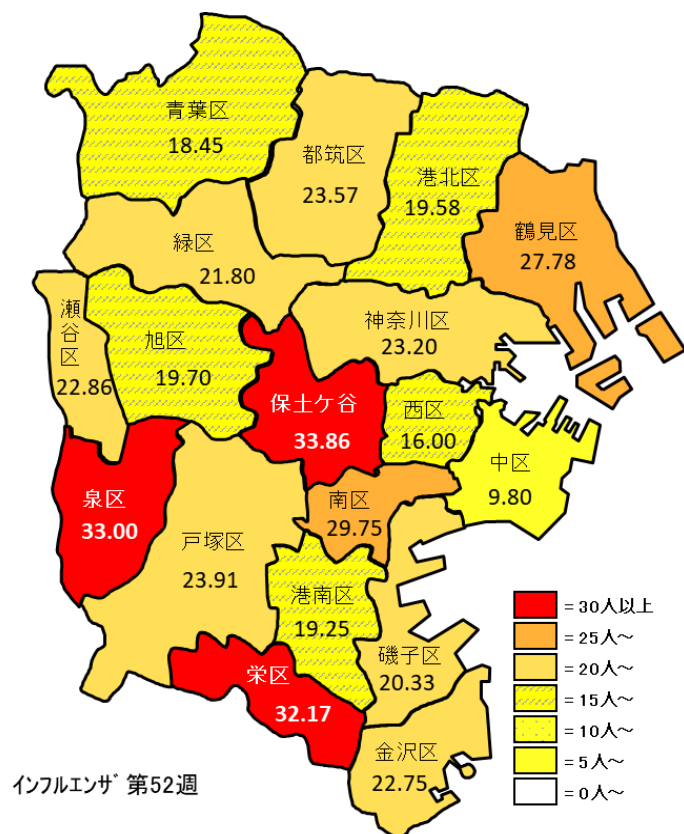 青葉区
18.45
都筑区
23.57
港北区
19.58
鶴見区
27.78
緑区
21.80
瀬谷区
22.86
旭区
19.70
神奈川区
23.20
保土ケ谷
33.86
西区
16.00
中区
9.80
泉区
33.00
戸塚区
23.91
南区
29.75
港南区
19.25
磯子区
20.33
栄区
32.17
金沢区
22.75
=30人以上
=25人～
=20人～
=15人～
=10人～
=5人～
=0人～
インフルエンザ 第52週